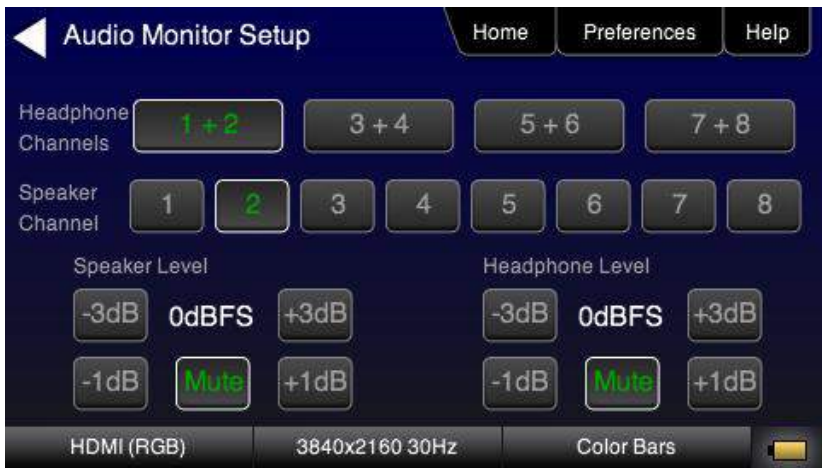 Audio Monitor Setup Home Preferences Help
Headphone Channels 1 + 2 3 + 4 5 + 6 7 + 8
Speaker Channel 1 2 3 4 5 6 7 8
Speaker Level Headphone Level
-3dB 0dBFS +3dB -3dB 0dBFS +3dB
-1dB Mute +1dB -1dB Mute +1dB
HDMI (RGB) 3840x2160 30Hz Color Bars